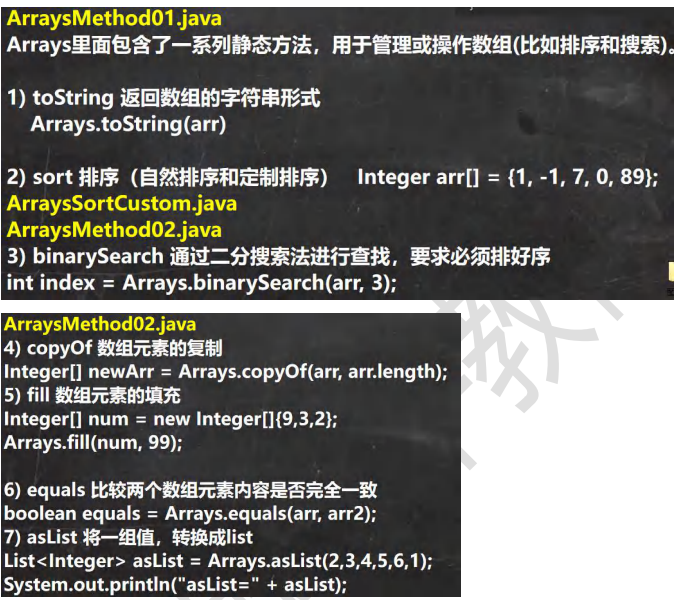 ArraysMethod01.java
Arrays里面包含了一系列静态方法，用于管理或操作数组(比如排序和搜索)。
1) toString 返回数组的字符串形式
Arrays.toString(arr)
2) sort 排序（自然排序和定制排序） Integer arr[] = {1, -1, 7, 0, 89};
ArraysSortCustom.java
ArraysMethod02.java
3) binarySearch 通过二分搜索法进行查找，要求必须排好序
int index = Arrays.binarySearch(arr, 3);
ArraysMethod02.java
4) copyOf 数组元素的复制
Integer[] newArr = Arrays.copyOf(arr, arr.length);
5) fill 数组元素的填充
Integer[] num = new Integer[]{9,3,2};
Arrays.fill(num, 99);
6) equals 比较两个数组元素内容是否完全一致
boolean equals = Arrays.equals(arr, arr2);
7) asList 将一组值，转换成list
List<Integer> asList = Arrays.asList(2,3,4,5,6,1);
System.out.println("asList=" + asList);